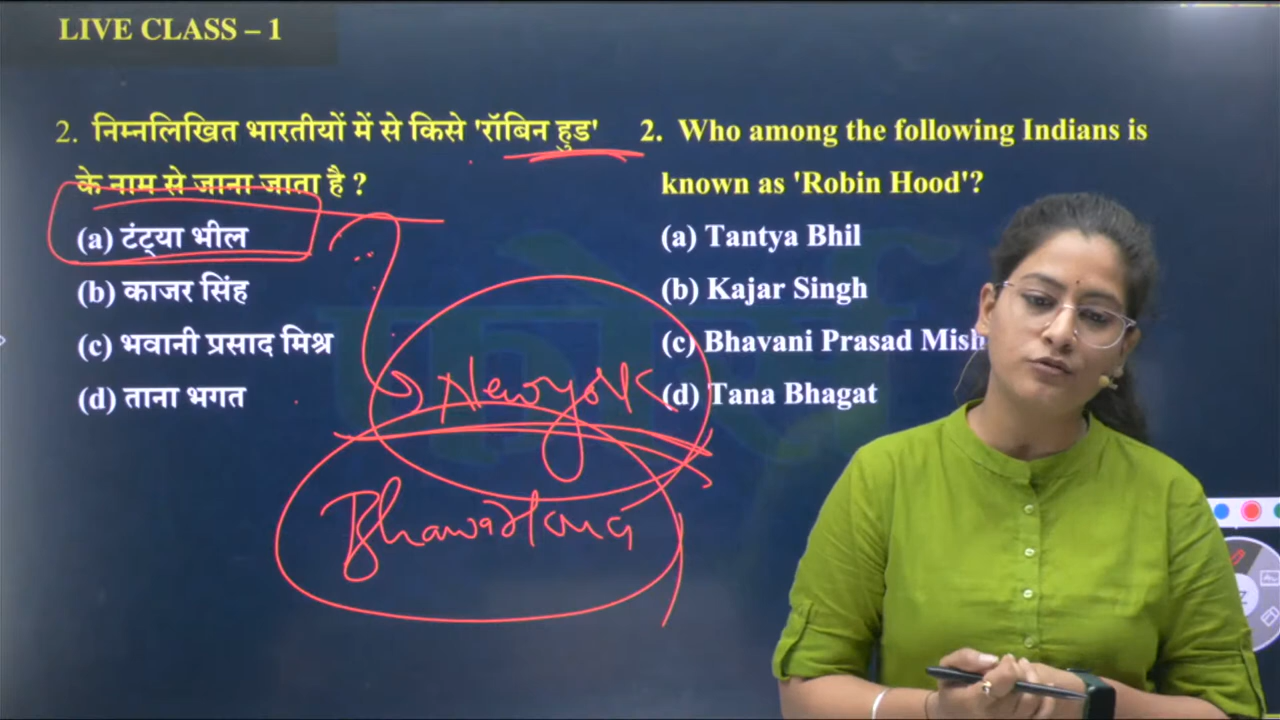 LIVE CLASS – 1
2. निम्नलिखित भारतीयों में से किसे 'रॉबिन हुड'
के नाम से जाना जाता है ?
(a) टंट्या भील
(b) काजर सिंह
(c) भवानी प्रसाद मिश्र
(d) ताना भगत
2. Who among the following Indians is
known as 'Robin Hood'?
(a) Tantya Bhil
(b) Kajar Singh
(c) Bhavani Prasad Mish
(d) Tana Bhagat
Newyork